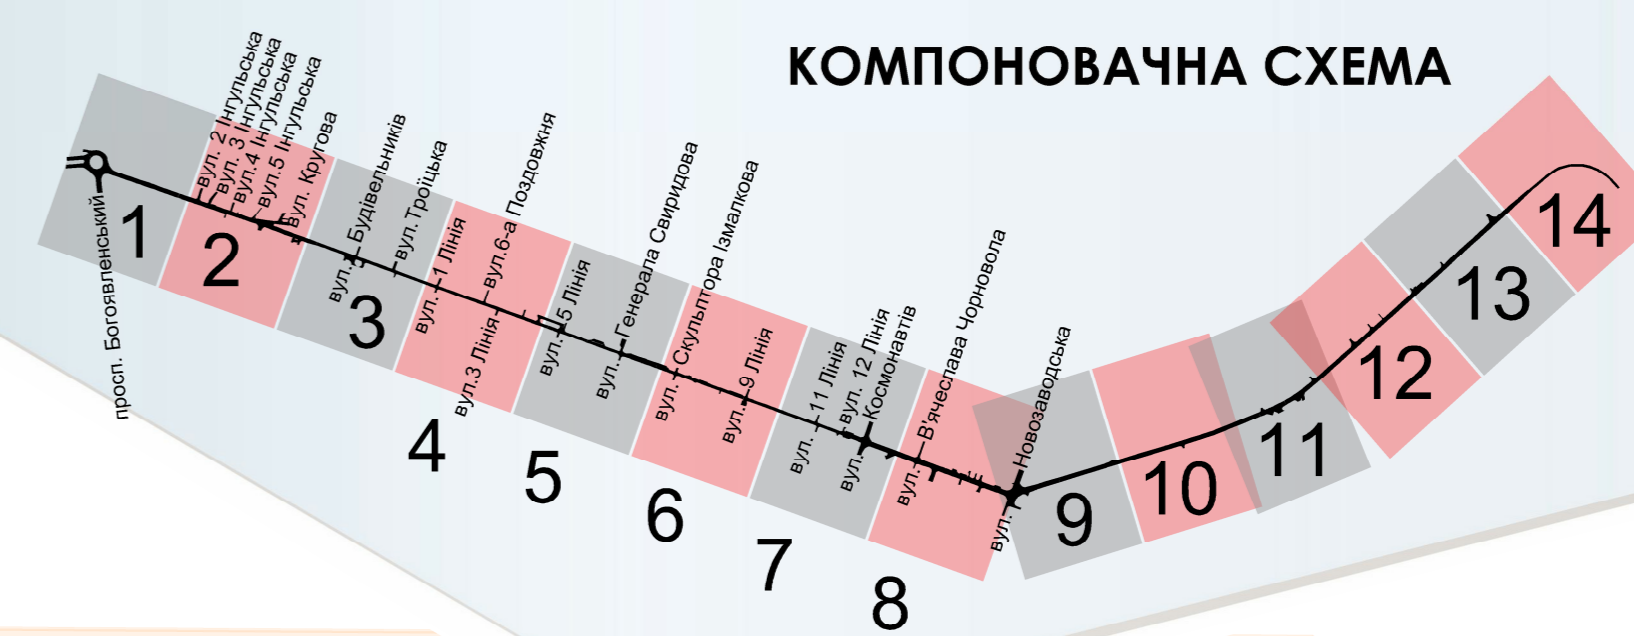 КОМПОНОВАЧНА СХЕМА
просп. Богоявленський
вул. 2 Інгульська
вул. 3 Інгульська
вул.4 Інгульська
вул.5 Інгульська
вул. Кругова
вул. Будівельників
вул.Троїцька
вул. 1 Лінія
вул.6-а Поздовжня
вул.3 Лінія
вул. 5 Лінія
вул. Генерала Свиридова
вул. Скульптора Ізмалкова
вул. 9 Лінія
вул. 11 Лінія
вул. 12 Лінія
вул. Космонавтів
вул. В'ячеслава Чорновола
вул. Новозаводська
1
2
3
4
5
6
7
8
9
10
11
12
13
14